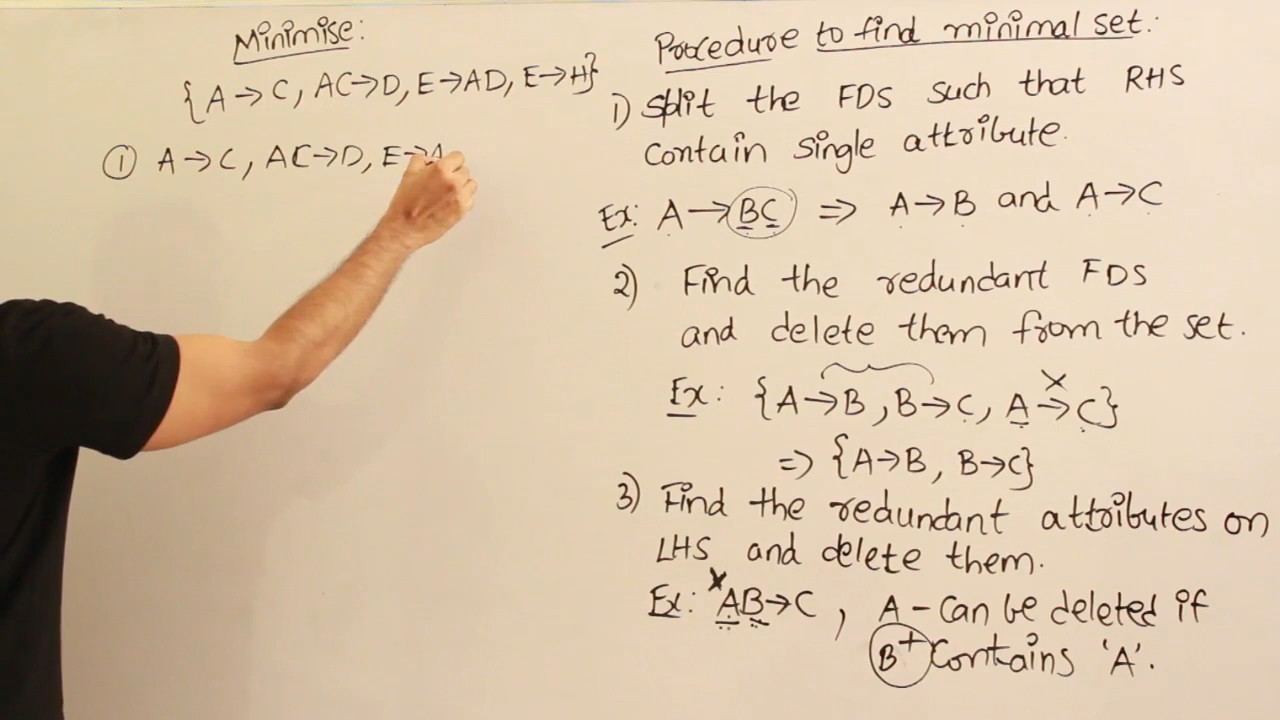 Minimise:
{A→C, AC→D, E→AD, E→H}
① A→C, AC→D, E→A
Procedure to find minimal set:
1) Split the FDS such that RHS
contain single attribute.
Ex: A→BC ⇒ A→B and A→C
2) Find the redundant FDS
and delete them from the set.
Ex: {A→B, B→C, A→C}
⇒ {A→B, B→C}
3) Find the redundant attributes on
LHS and delete them.
Ex: AB→C, A-can be deleted if
B+ Contains 'A'.